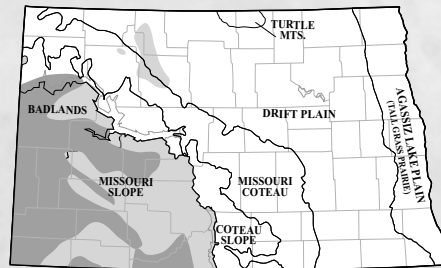 TURTLE
MTS.
BADLANDS
DRIFT PLAIN
AGASSIZ LAKE PLAIN
(TALL GRASS PRAIRIE)
MISSOURI
SLOPE
MISSOURI
COTEAU
COTEAU
SLOPE